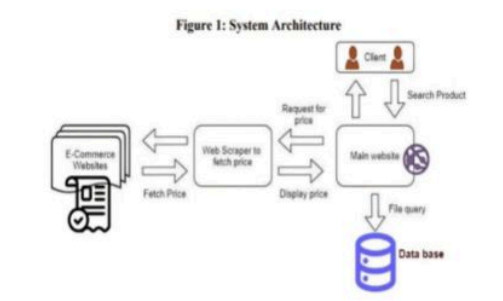 Figure 1: System Architecture
Client
Search Product
Request for
price
E-Commerce
Websites
Web Scraper to
fetch price
Main website
Fetch Price
Display price
File query
Data base